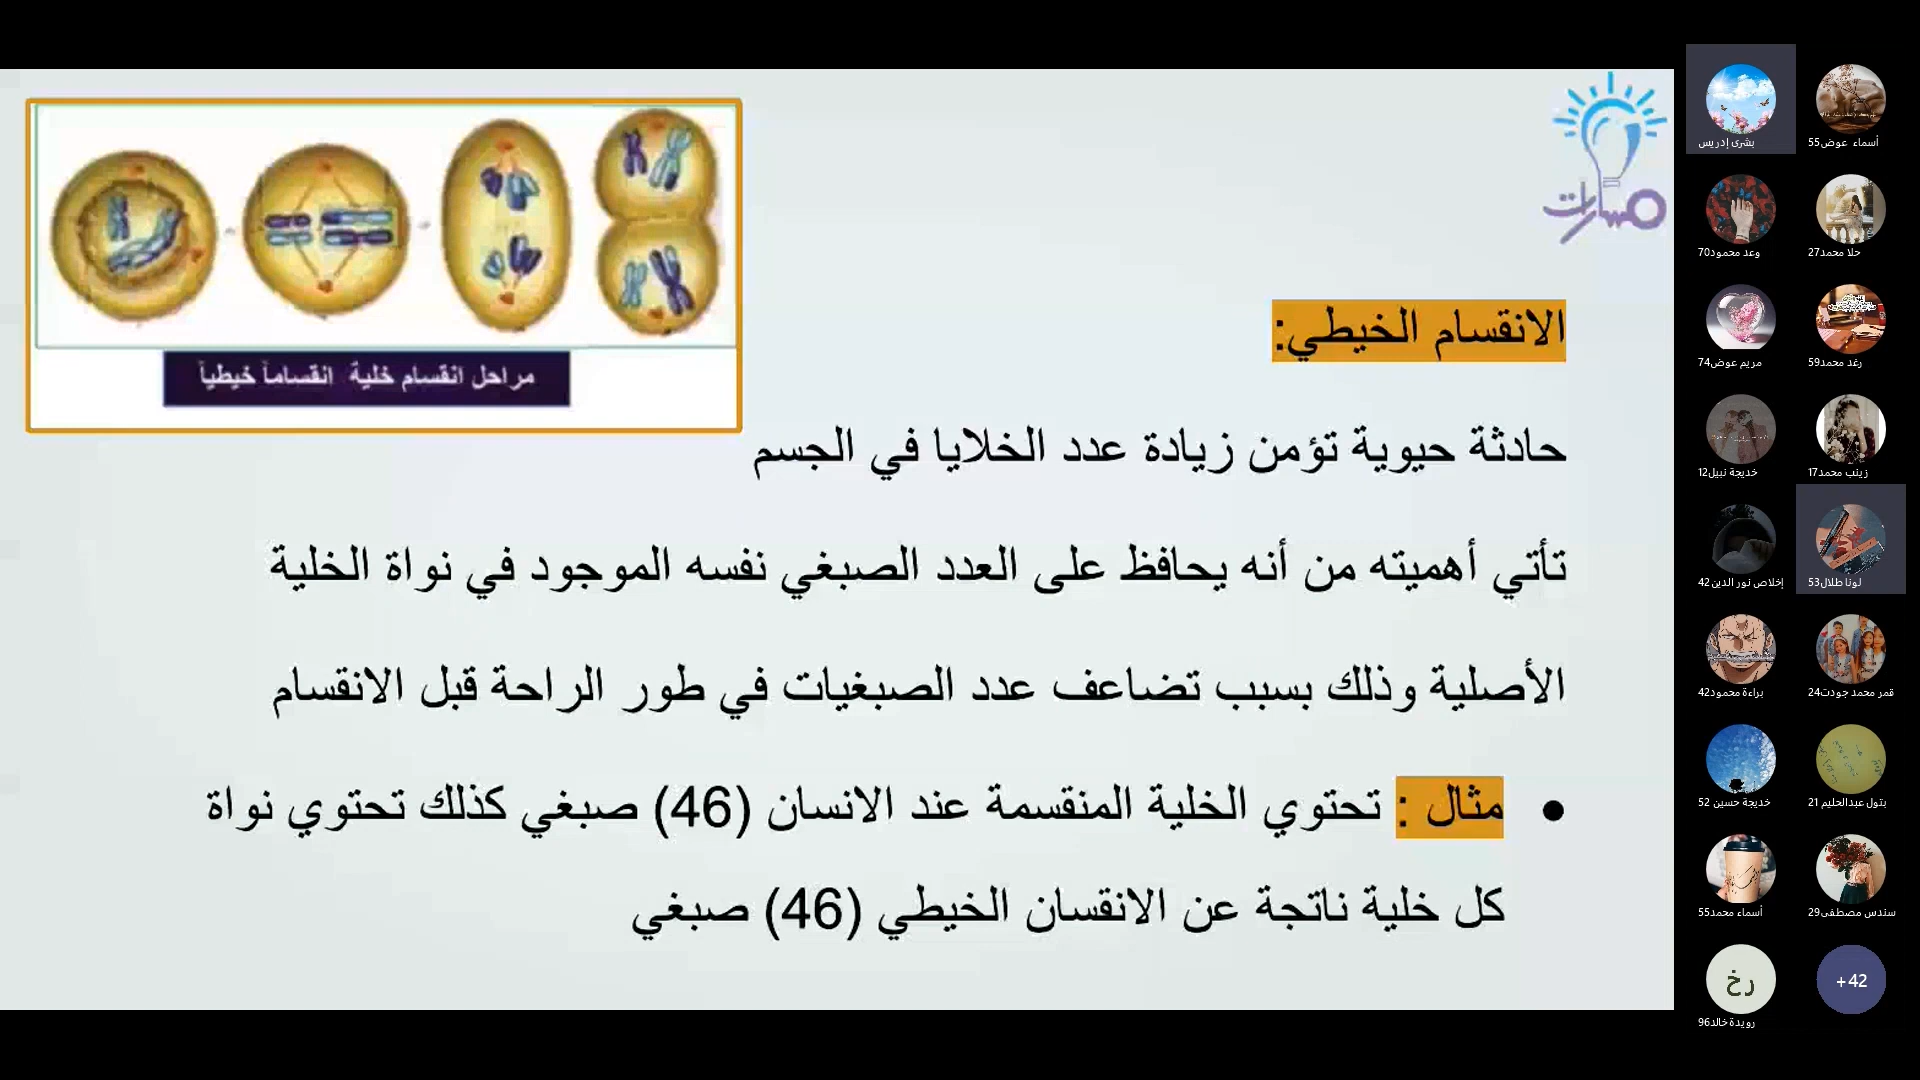 مسارات
مراحل انقسام خلية انقساماً خيطياً
الانقسام الخيطي:
حادثة حيوية تؤمن زيادة عدد الخلايا في الجسم
تأتي أهميته من أنه يحافظ على العدد الصبغي نفسه الموجود في نواة الخلية
الأصلية وذلك بسبب تضاعف عدد الصبغيات في طور الراحة قبل الانقسام
• مثال : تحتوي الخلية المنقسمة عند الانسان (46) صبغي كذلك تحتوي نواة
كل خلية ناتجة عن الانقسان الخيطي (46) صبغي
بشرى إدريس
أسماء عوض55
وعد محمود70
حلا محمد27
مريم عوض74
رغد محمد59
خديجة نبيل12
زينب محمد17
إخلاص نور الدين42
لونا طلال53
براءة محمود42
قمر محمد جودت24
خديجة حسين 52
بتول عبدالحليم 21
أسماء محمد55
سندس مصطفى29
رخ
رويدة خالد96
+42